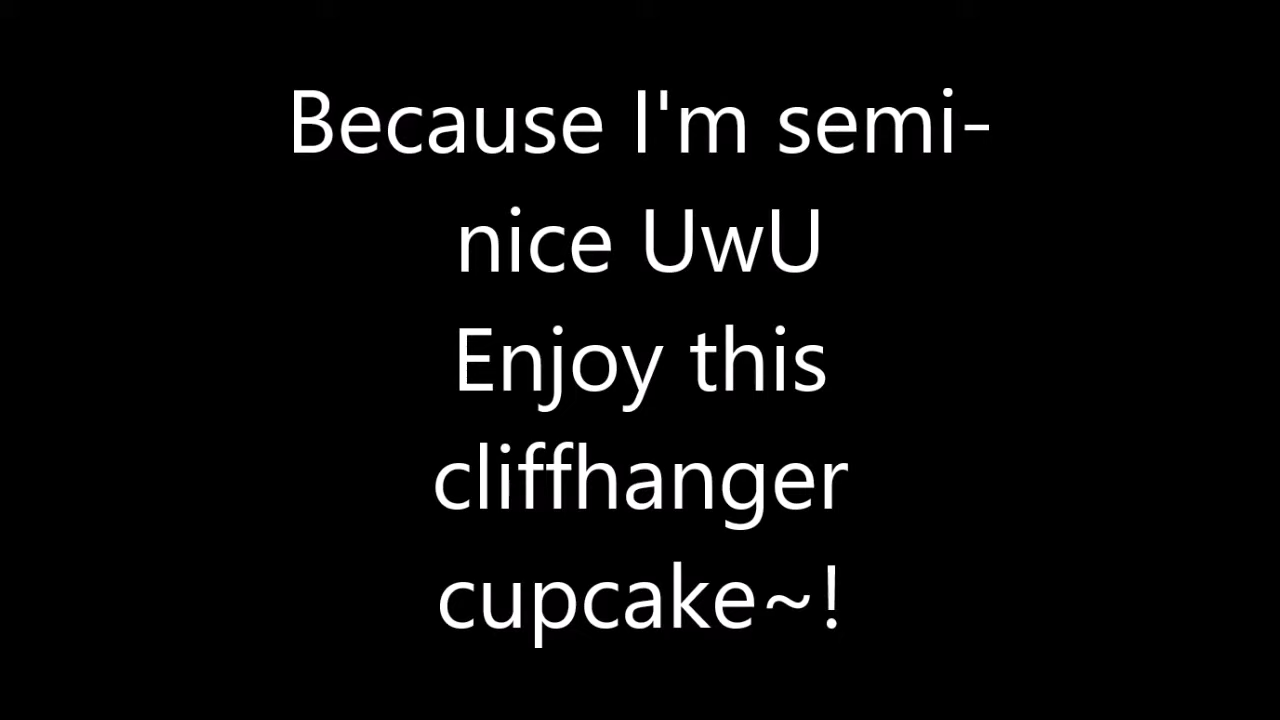 Because I'm semi-
nice UwU
Enjoy this
cliffhanger
cupcake~!